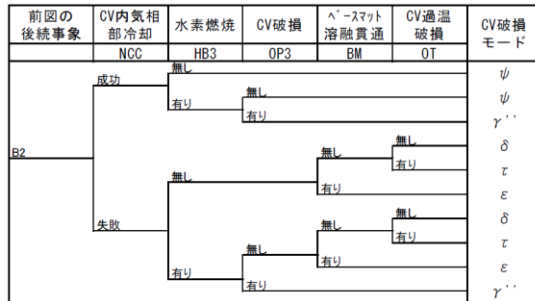 前図の
後続事象
CV内気相
部冷却
水素燃焼
CV破損
ベースマット
溶融貫通
CV過温
破損
CV破損
モード
NCC
HB3
OP3
BM
OT
成功
無し
ψ
有り
無し
ψ
有り
γ''
B2
失敗
無し
無し
無し
δ
有り
τ
有り
ε
有り
無し
無し
無し
δ
有り
τ
有り
ε
有り
γ''